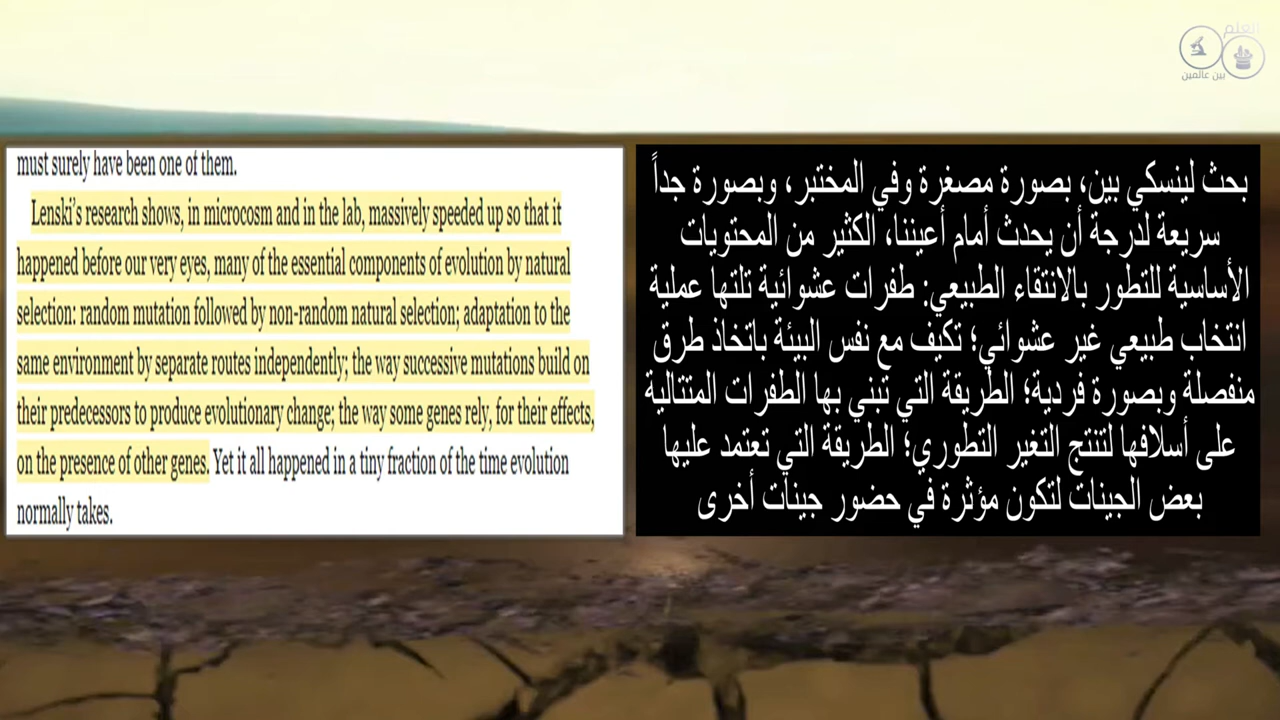 العلم
بين عالمين
must surely have been one of them.
Lenski's research shows, in microcosm and in the lab, massively speeded up so that it
happened before our very eyes, many of the essential components of evolution by natural
selection: random mutation followed by non-random natural selection; adaptation to the
same environment by separate routes independently; the way successive mutations build on
their predecessors to produce evolutionary change; the way some genes rely, for their effects,
on the presence of other genes. Yet it all happened in a tiny fraction of the time evolution
normally takes.
بحث لينسكي بين، بصورة مصغرة وفي المختبر، وبصورة جداً
سريعة لدرجة أن يحدث أمام أعيننا، الكثير من المحتويات
الأساسية للتطور بالانتقاء الطبيعي: طفرات عشوائية تلتها عملية
انتخاب طبيعي غير عشوائي؛ تكيف مع نفس البيئة باتخاذ طرق
منفصلة وبصورة فردية؛ الطريقة التي تبني بها الطفرات المتتالية
على أسلافها لتنتج التغير التطوري؛ الطريقة التي تعتمد عليها
بعض الجينات لتكون مؤثرة في حضور جينات أخرى